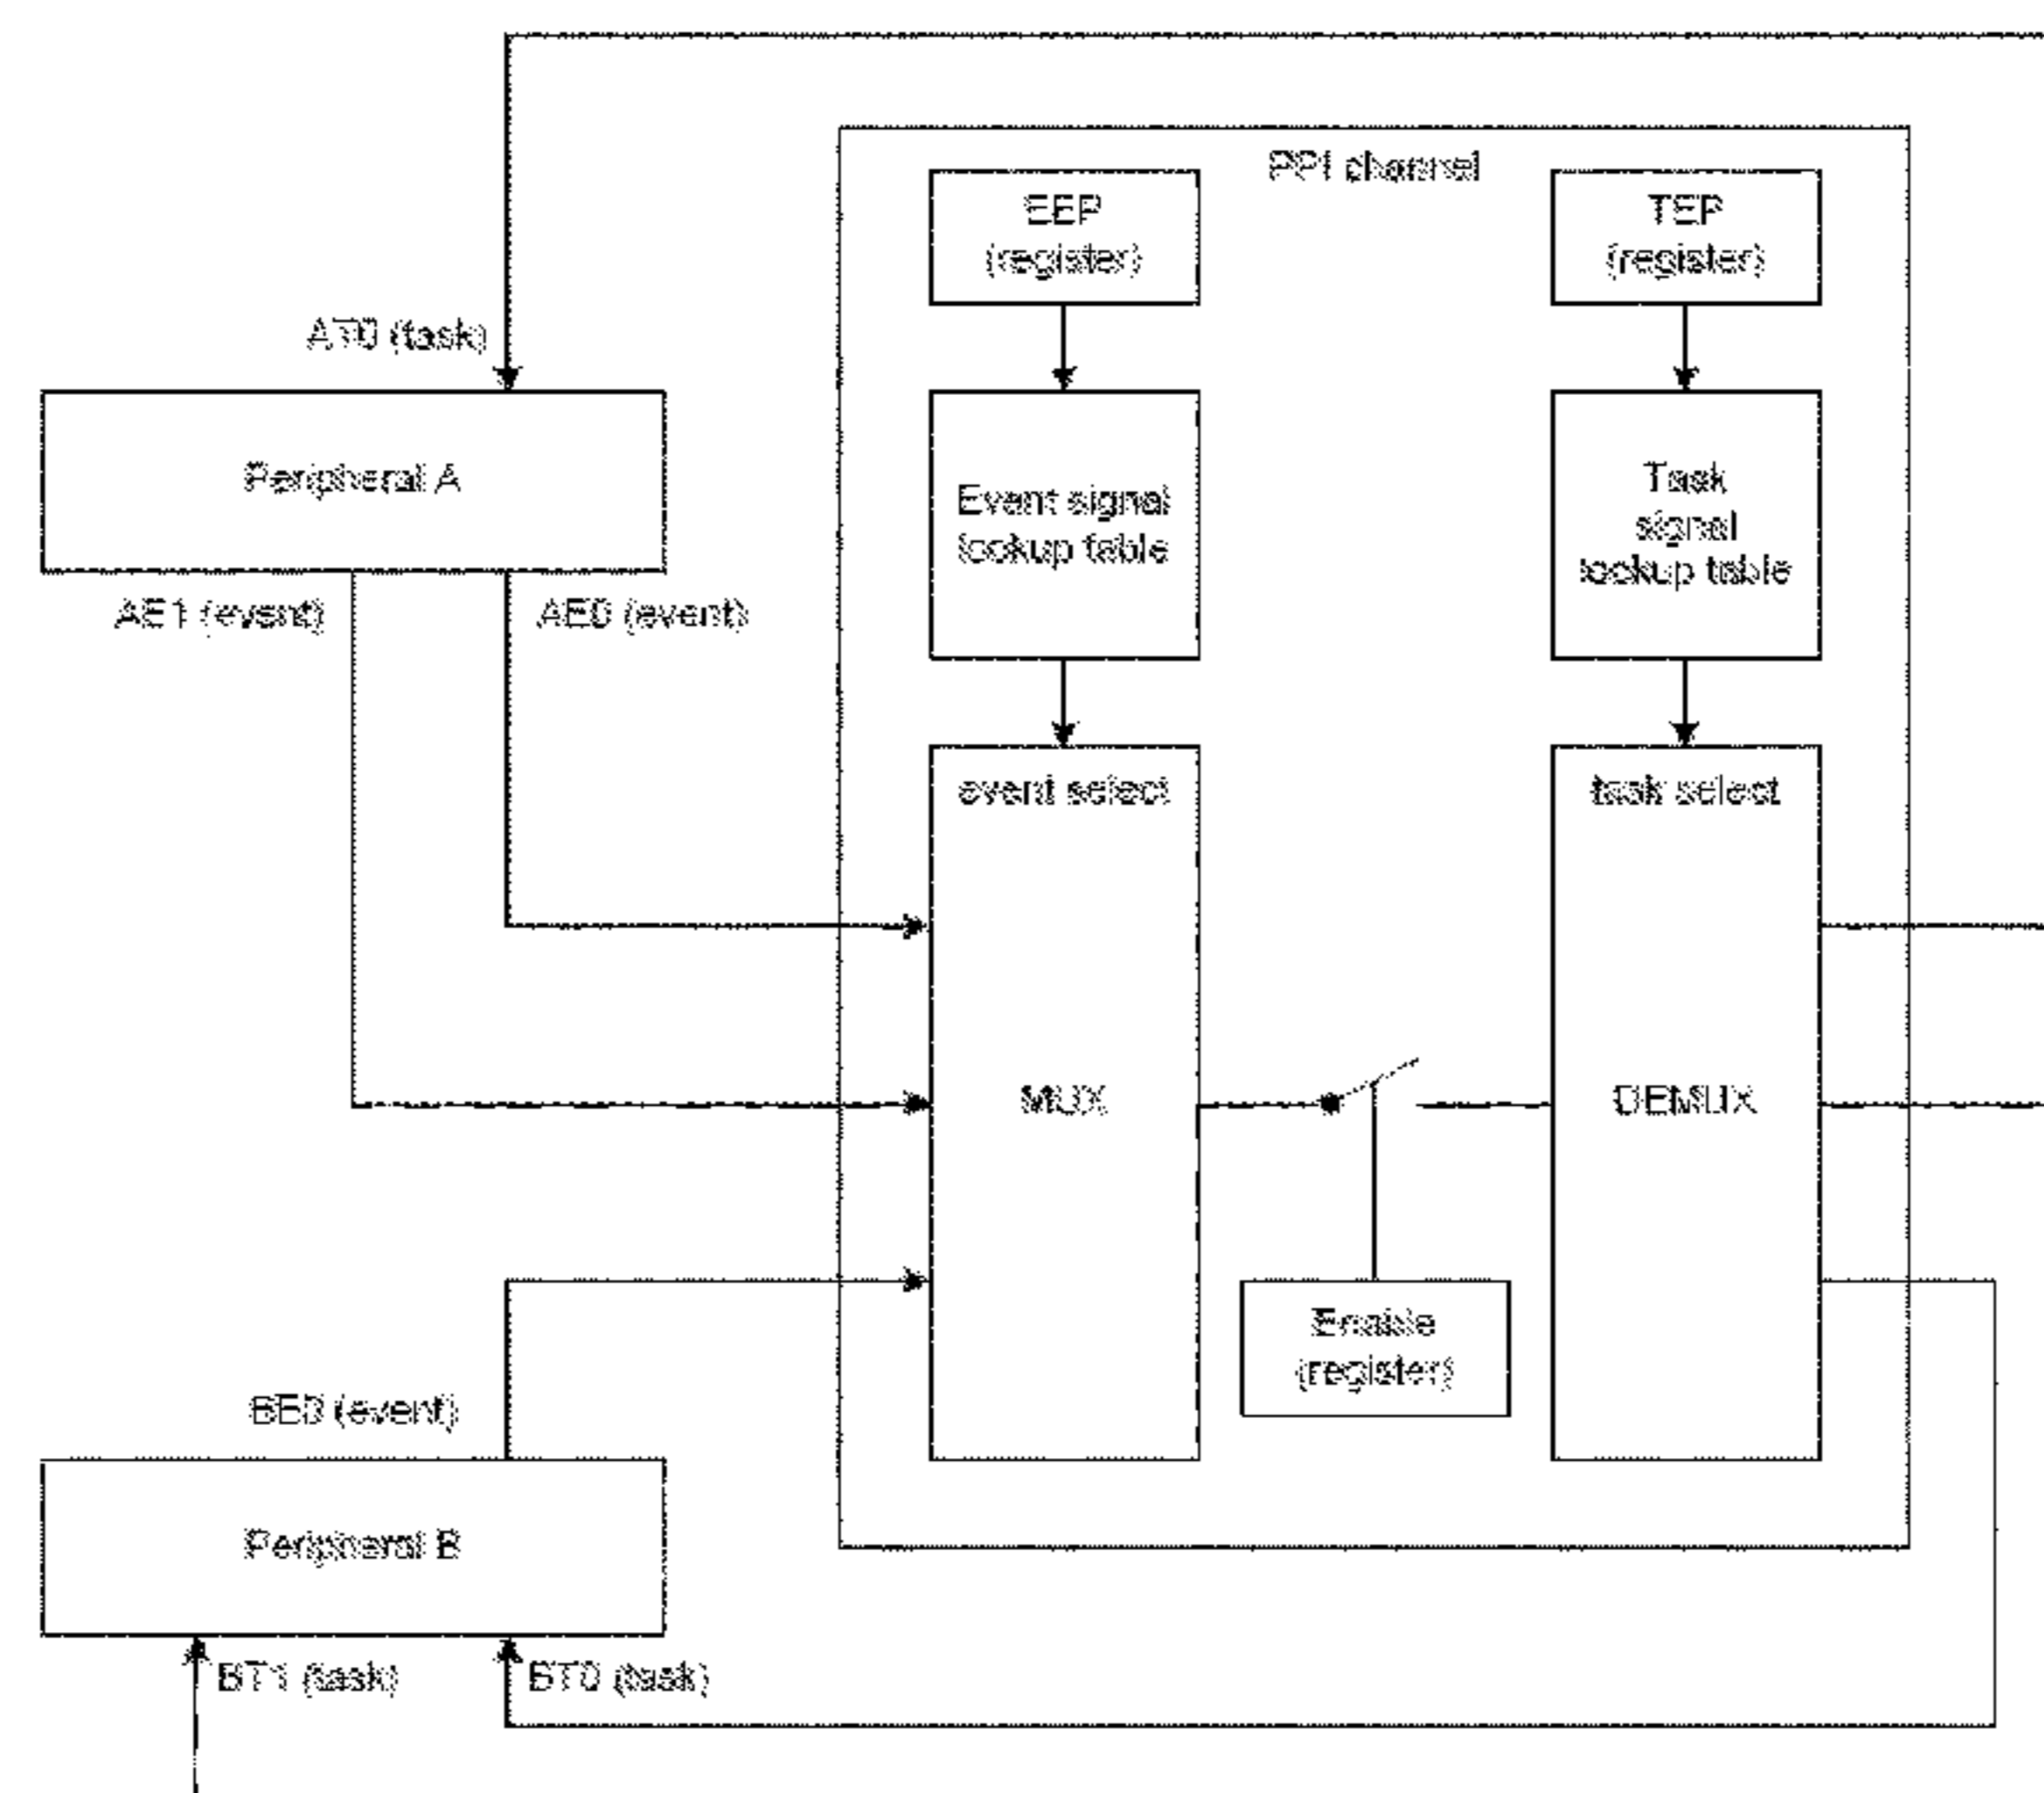 PPI channel
EEP
(register)
TEP
(register)
AT0 (task)
Peripheral A
Event signal
lookup table
Task
signal
lookup table
AE1 (event)
AE0 (event)
event select
task select
MUX
DEMUX
Enable
(register)
BE0 (event)
Peripheral B
BT1 (task)
BT0 (task)